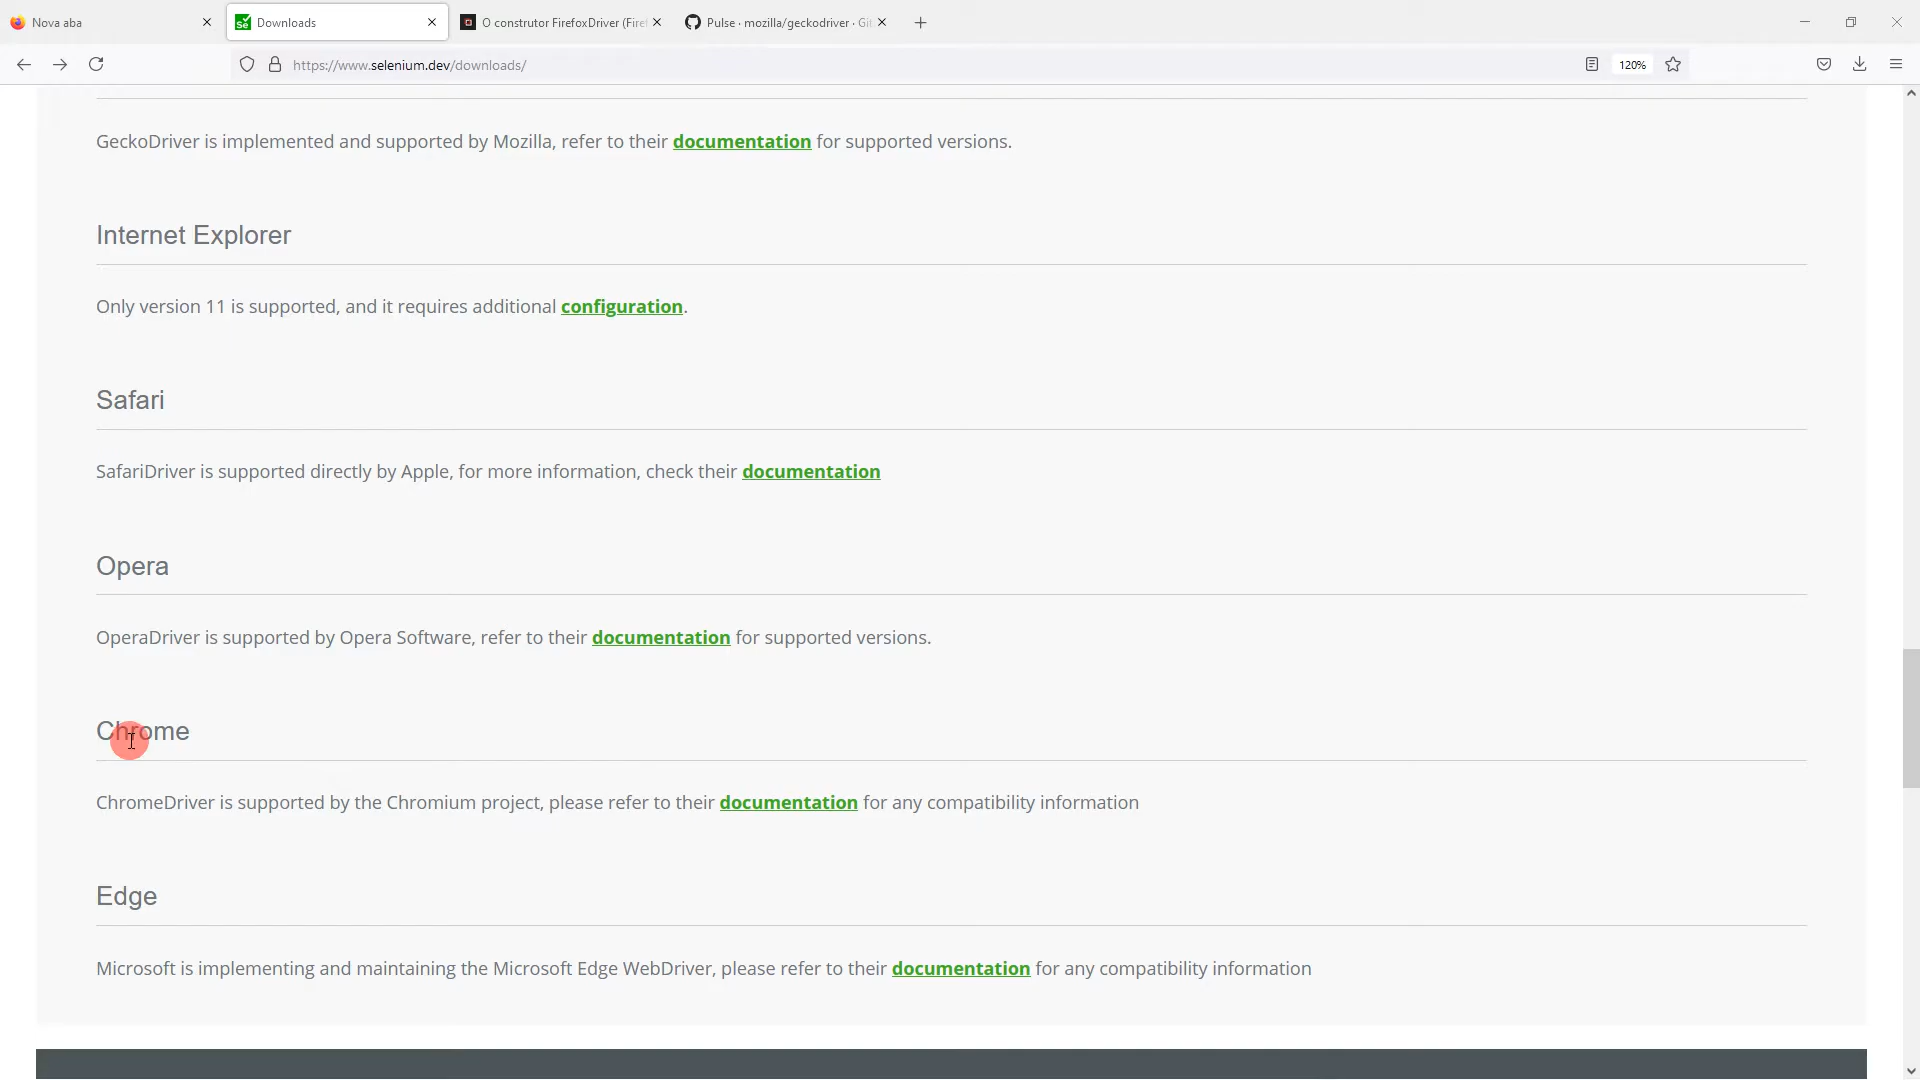 Nova aba
Downloads
O construtor FirefoxDriver (Fire
Pulse · mozilla/geckodriver · Git
https://www.selenium.dev/downloads/
120%
GeckoDriver is implemented and supported by Mozilla, refer to their documentation for supported versions.
Internet Explorer
Only version 11 is supported, and it requires additional configuration.
Safari
SafariDriver is supported directly by Apple, for more information, check their documentation
Opera
OperaDriver is supported by Opera Software, refer to their documentation for supported versions.
Chrome
ChromeDriver is supported by the Chromium project, please refer to their documentation for any compatibility information
Edge
Microsoft is implementing and maintaining the Microsoft Edge WebDriver, please refer to their documentation for any compatibility information